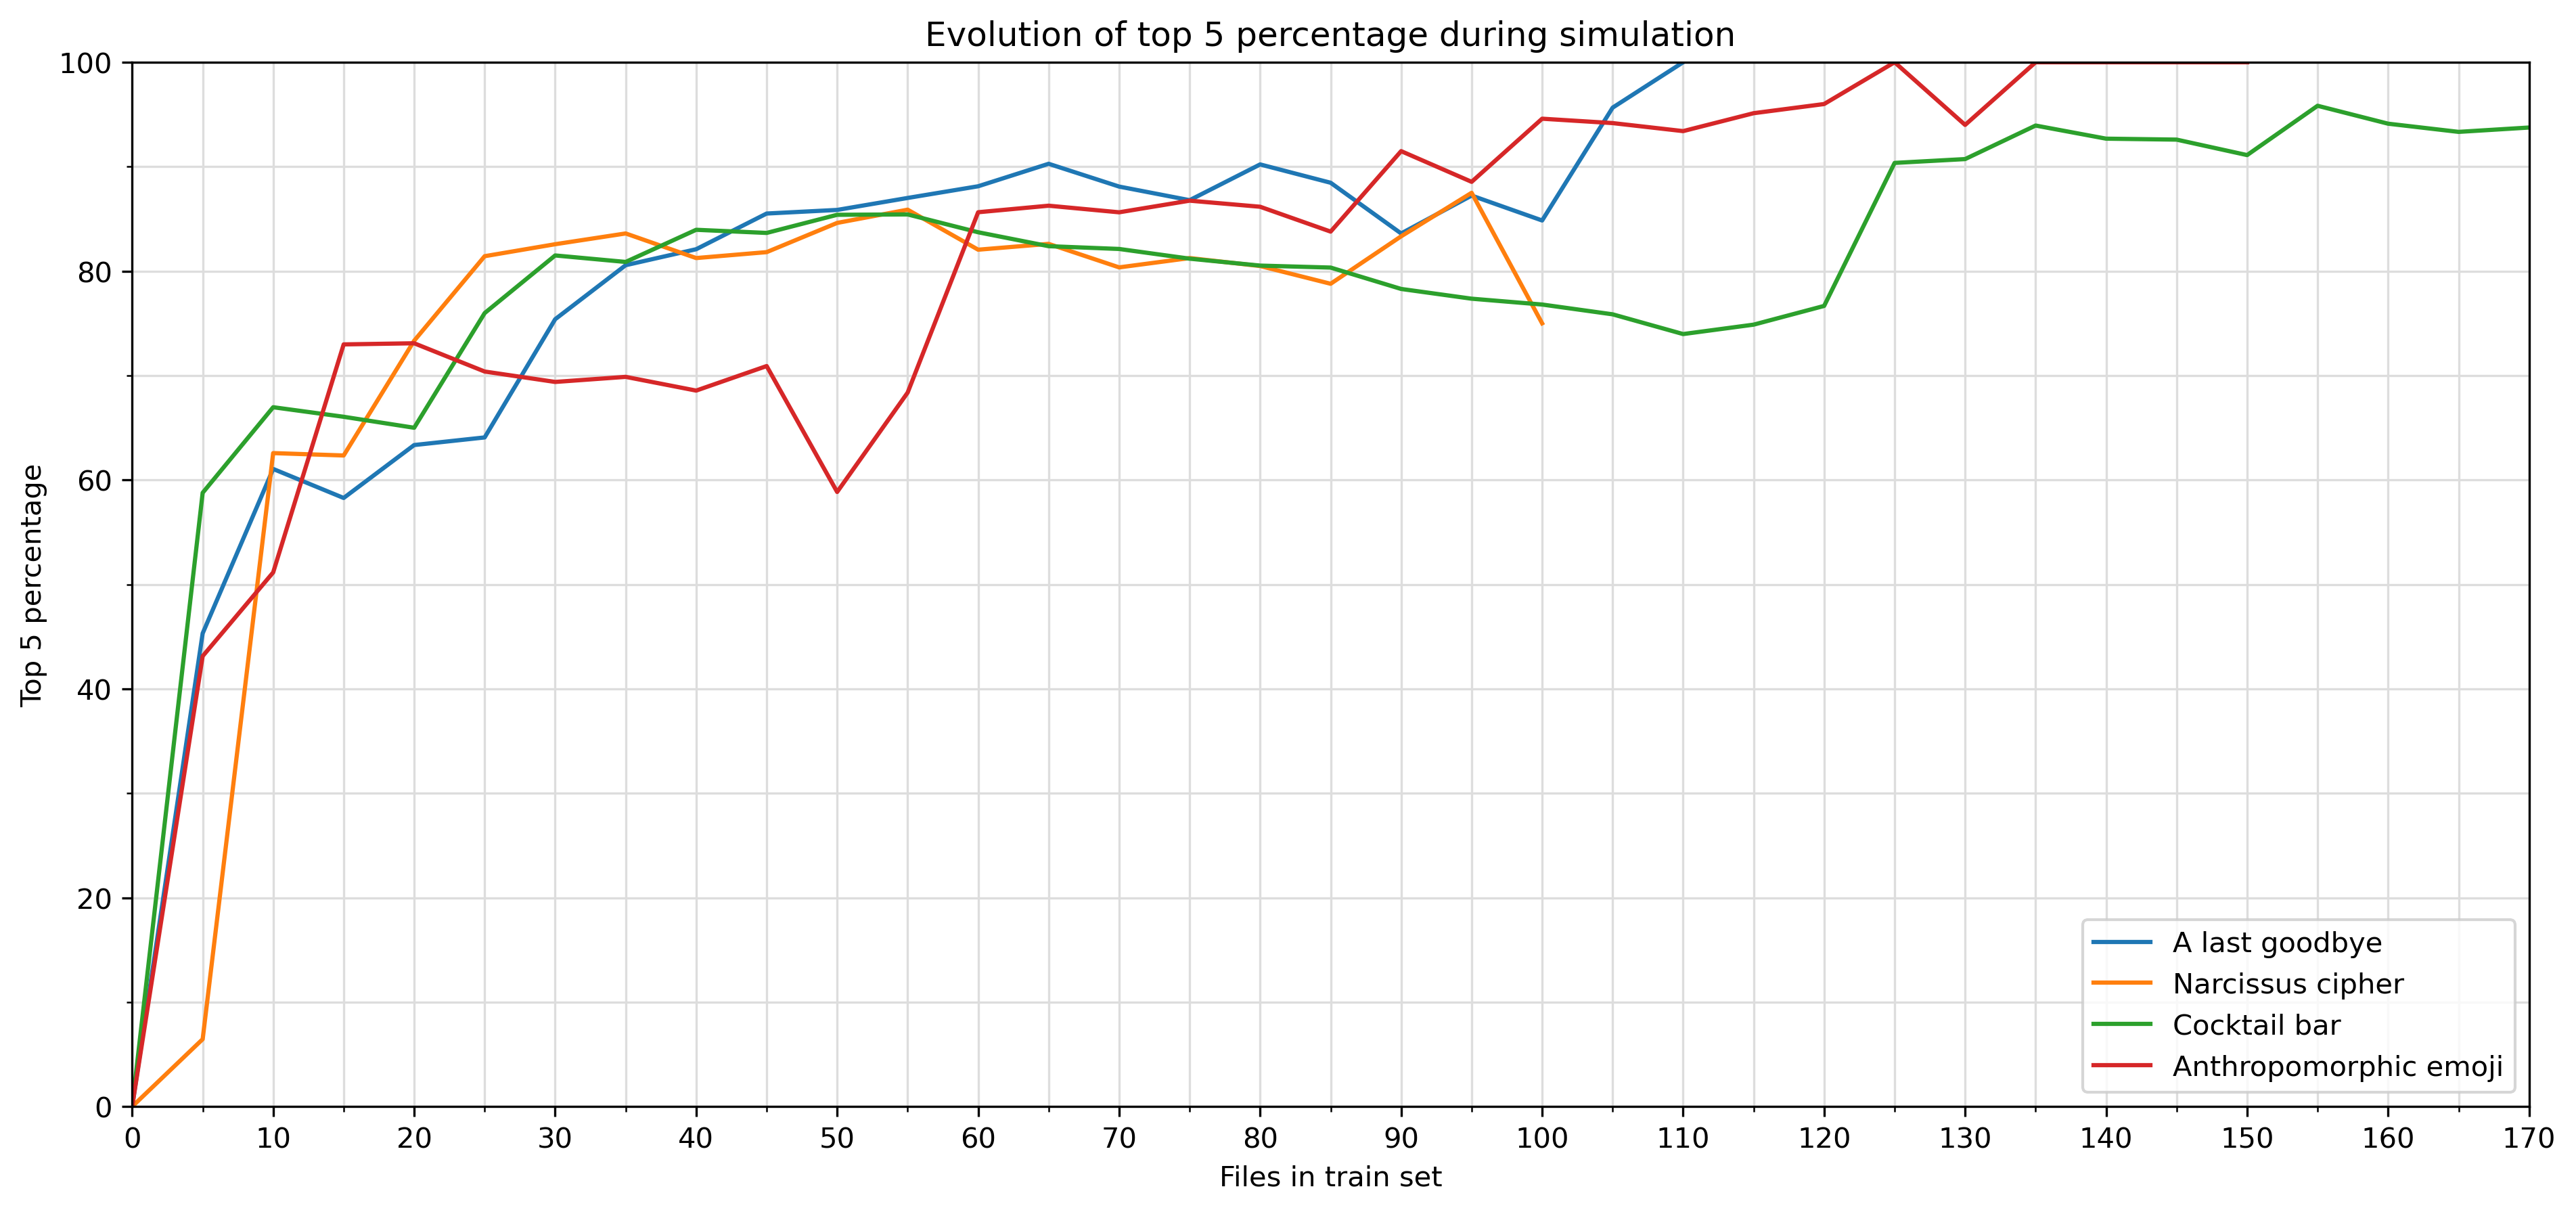 Evolution of top 5 percentage during simulation
100
80
60
40
20
0
Top 5 percentage
0 10 20 30 40 50 60 70 80 90 100 110 120 130 140 150 160 170
Files in train set
A last goodbye
Narcissus cipher
Cocktail bar
Anthropomorphic emoji